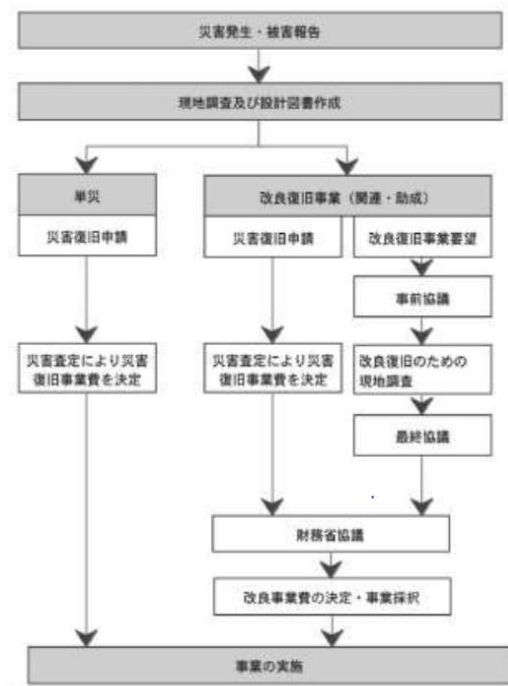 災害発生・被害報告
現地調査及び設計図書作成
単災
災害復旧申請
災害査定により災害
復旧事業費を決定
改良復旧事業（関連・助成）
災害復旧申請
改良復旧事業要望
事前協議
災害査定により災害
復旧事業費を決定
改良復旧のための
現地調査
最終協議
財務省協議
改良事業費の決定・事業採択
事業の実施